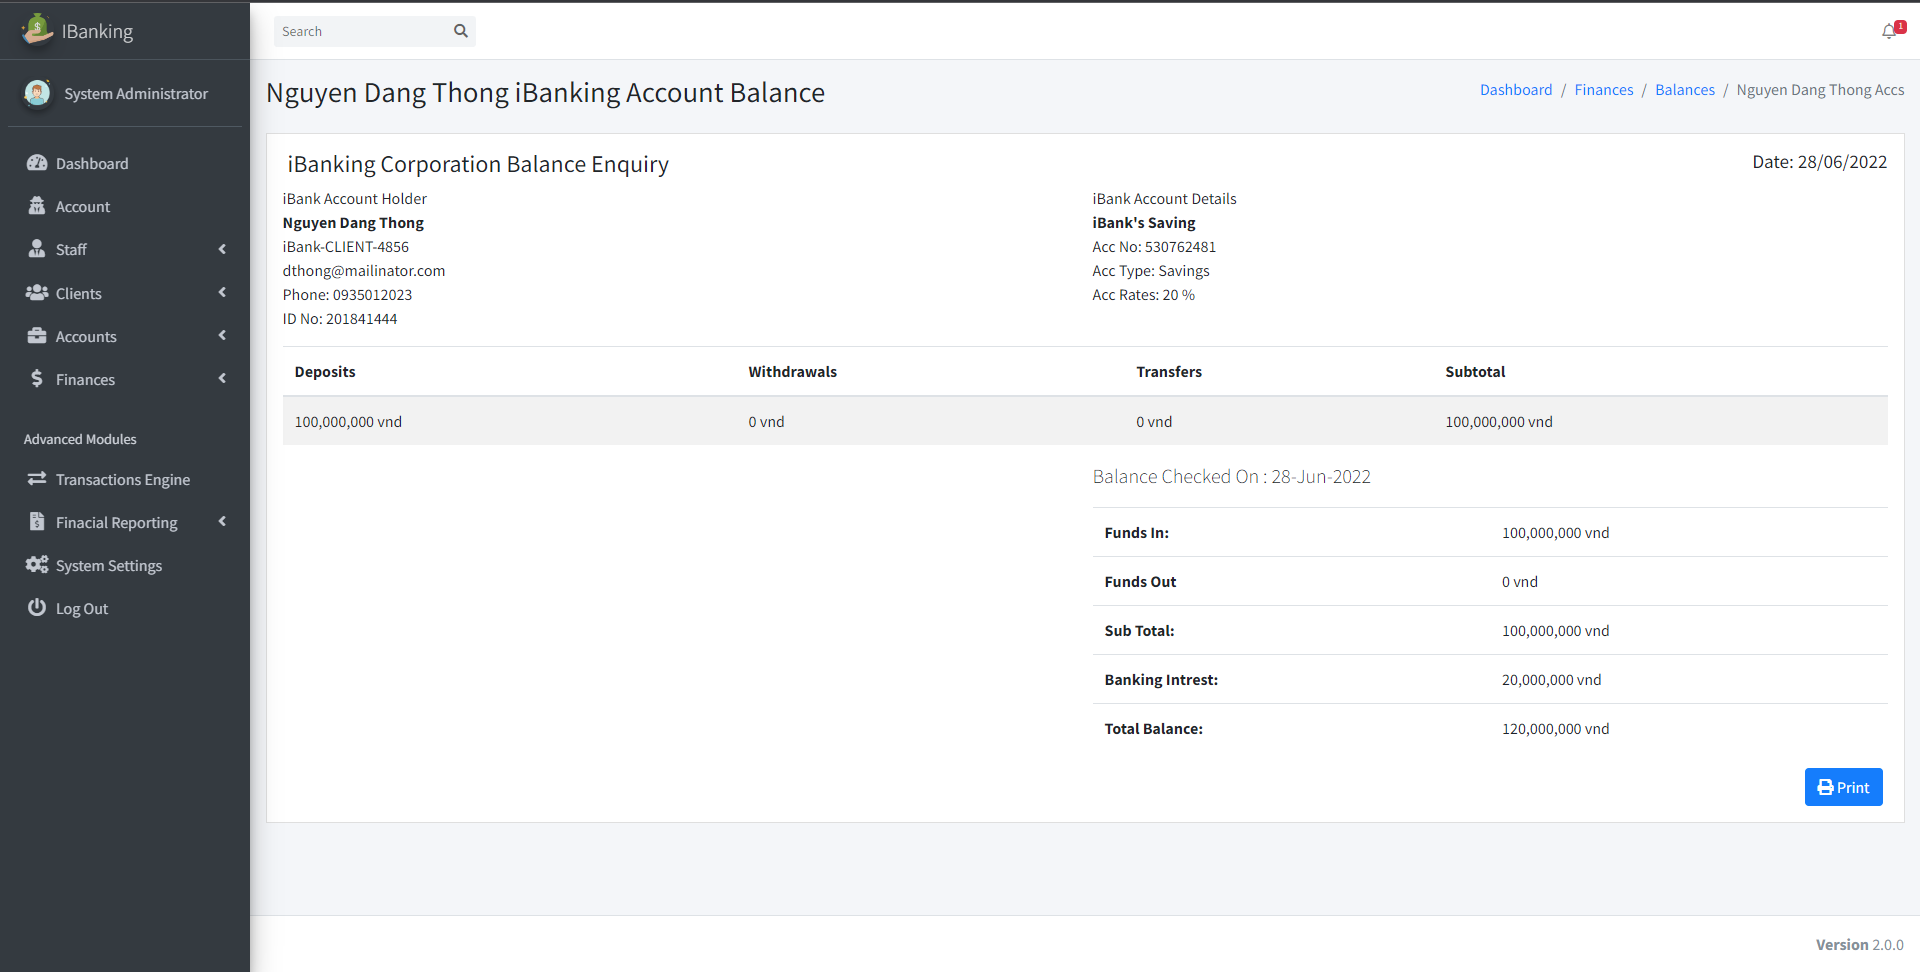 IBanking
Search
1
System Administrator
Nguyen Dang Thong iBanking Account Balance
Dashboard / Finances / Balances / Nguyen Dang Thong Accs
Dashboard
Account
Staff
Clients
Accounts
Finances
Advanced Modules
Transactions Engine
Finacial Reporting
System Settings
Log Out
iBanking Corporation Balance Enquiry
Date: 28/06/2022
iBank Account Holder
Nguyen Dang Thong
iBank-CLIENT-4856
dthong@mailinator.com
Phone: 0935012023
ID No: 201841444
iBank Account Details
iBank's Saving
Acc No: 530762481
Acc Type: Savings
Acc Rates: 20 %
Deposits Withdrawals Transfers Subtotal
100,000,000 vnd 0 vnd 0 vnd 100,000,000 vnd
Balance Checked On : 28-Jun-2022
Funds In: 100,000,000 vnd
Funds Out 0 vnd
Sub Total: 100,000,000 vnd
Banking Intrest: 20,000,000 vnd
Total Balance: 120,000,000 vnd
Print
Version 2.0.0